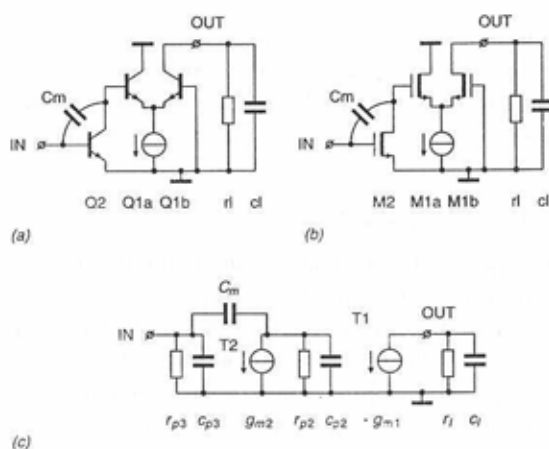 (a)
OUT
Cm
IN
Q2 Q1a Q1b rl cl
(b)
OUT
Cm
IN
M2 M1a M1b rl cl
(c)
Cm
IN
T2
T1
OUT
rp3 cp3 gm2 rp2 cp2 - gm1 rl cl